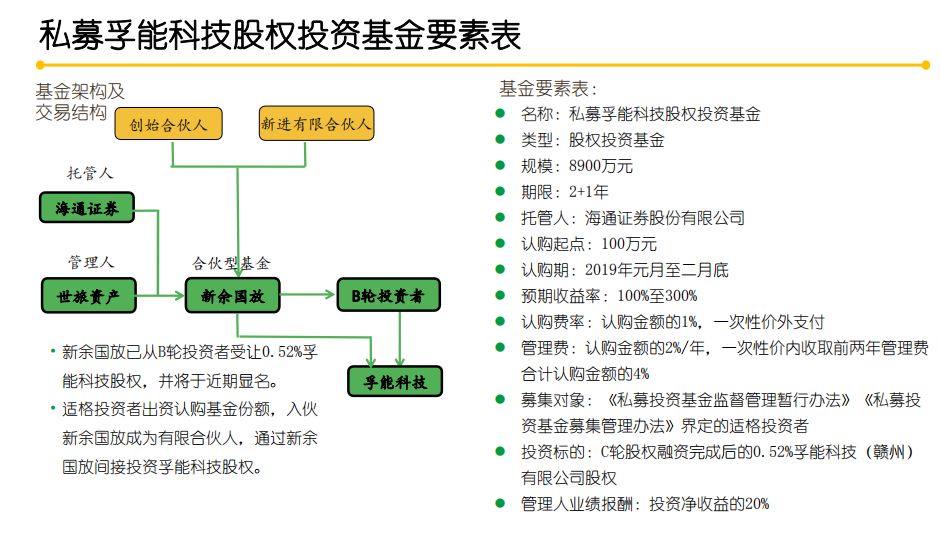 私募孚能科技股权投资基金要素表
基金架构及
交易结构
创始合伙人
新进有限合伙人
托管人
海通证券
管理人
合伙型基金
世旅资产
新余国放
B轮投资者
孚能科技
• 新余国放已从B轮投资者受让0.52%孚
能科技股权，并将于近期显名。
• 适格投资者出资认购基金份额，入伙
新余国放成为有限合伙人，通过新余
国放间接投资孚能科技股权。
基金要素表：
● 名称：私募孚能科技股权投资基金
● 类型：股权投资基金
● 规模：8900万元
● 期限：2+1年
● 托管人：海通证券股份有限公司
● 认购起点：100万元
● 认购期：2019年元月至二月底
● 预期收益率：100%至300%
● 认购费率：认购金额的1%，一次性价外支付
● 管理费：认购金额的2%/年，一次性价内收取前两年管理费
合计认购金额的4%
● 募集对象：《私募投资基金监督管理暂行办法》《私募投
资基金募集管理办法》界定的适格投资者
● 投资标的：C轮股权融资完成后的0.52%孚能科技（赣州）
有限公司股权
● 管理人业绩报酬：投资净收益的20%